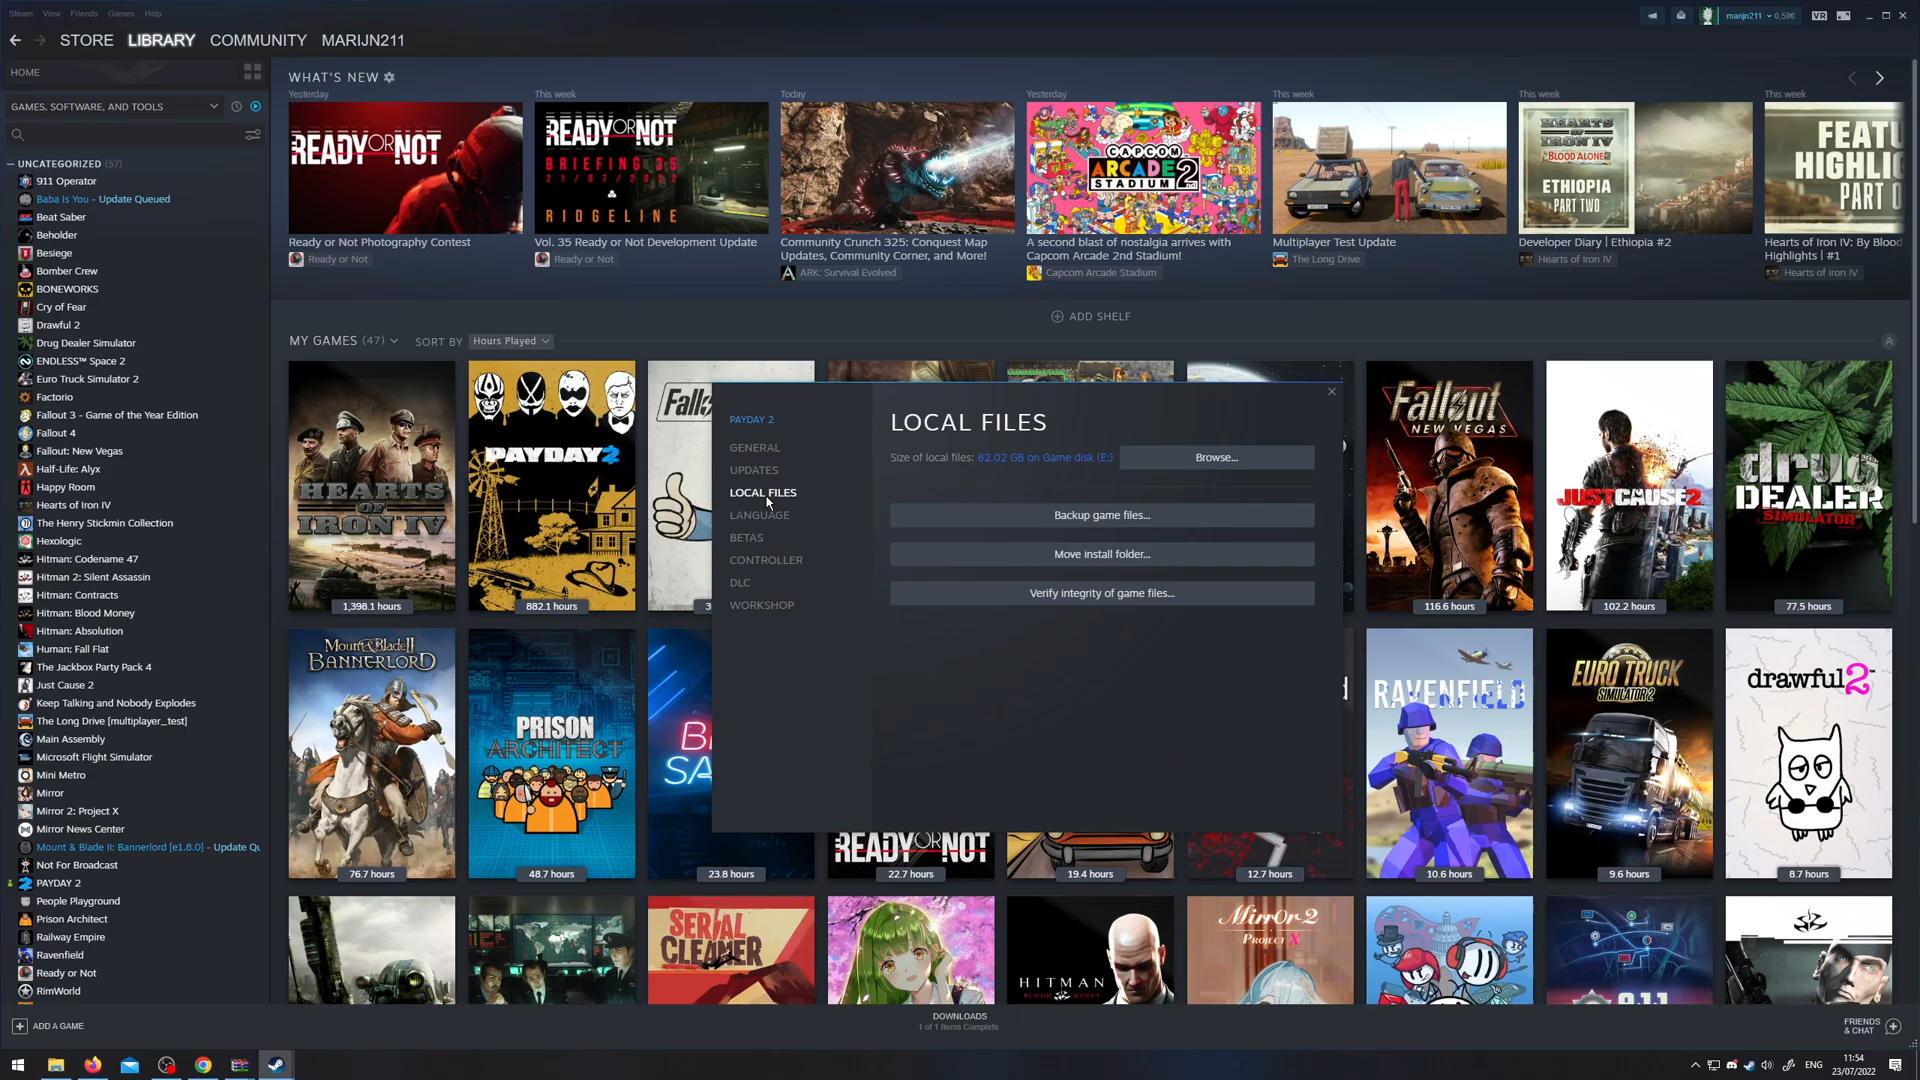 Steam View Friends Games Help
marijn211 0,50€ VR
STORE LIBRARY COMMUNITY MARIJN211
HOME
GAMES, SOFTWARE, AND TOOLS
UNCATEGORIZED (57)
911 Operator
Baba Is You - Update Queued
Beat Saber
Beholder
Besiege
Bomber Crew
BONEWORKS
Cry of Fear
Drawful 2
Drug Dealer Simulator
ENDLESS™ Space 2
Euro Truck Simulator 2
Factorio
Fallout 3 - Game of the Year Edition
Fallout 4
Fallout: New Vegas
Half-Life: Alyx
Happy Room
Hearts of Iron IV
The Henry Stickmin Collection
Hexologic
Hitman: Codename 47
Hitman 2: Silent Assassin
Hitman: Contracts
Hitman: Blood Money
Hitman: Absolution
Human: Fall Flat
The Jackbox Party Pack 4
Just Cause 2
Keep Talking and Nobody Explodes
The Long Drive [multiplayer_test]
Main Assembly
Microsoft Flight Simulator
Mini Metro
Mirror
Mirror 2: Project X
Mirror News Center
Mount & Blade II: Bannerlord [e1.8.0] - Update Qu
Not For Broadcast
PAYDAY 2
People Playground
Prison Architect
Railway Empire
Ravenfield
Ready or Not
RimWorld
ADD A GAME
WHAT'S NEW
Yesterday
READY OR NOT
Ready or Not Photography Contest
Ready or Not
This week
READY OR NOT
BRIEFING 35
21/07/2022
RIDGELINE
Vol. 35 Ready or Not Development Update
Ready or Not
Today
Community Crunch 325: Conquest Map
Updates, Community Corner, and More!
ARK: Survival Evolved
Yesterday
CAPCOM
ARCADE
STADIUM 2
A second blast of nostalgia arrives with
Capcom Arcade 2nd Stadium!
Capcom Arcade Stadium
This week
Multiplayer Test Update
The Long Drive
This week
HEARTS
OF
IRON IV
BLOOD ALONE
ETHIOPIA
PART TWO
Developer Diary | Ethiopia #2
Hearts of Iron IV
This week
FEATU
HIGHLIG
PART O
Hearts of Iron IV: By Blood
Highlights | #1
Hearts of Iron IV
ADD SHELF
MY GAMES (47) SORT BY Hours Played
HEARTS
OF IRON IV
1,398.1 hours
PAYDAY 2
882.1 hours
Fall
3
Fallout
NEW VEGAS
116.6 hours
JUST CAUSE 2
102.2 hours
drug
DEALER
SIMULATOR
77.5 hours
PAYDAY 2
GENERAL
UPDATES
LOCAL FILES
LANGUAGE
BETAS
CONTROLLER
DLC
WORKSHOP
LOCAL FILES
Size of local files: 82.02 GB on Game disk (E:) Browse...
Backup game files...
Move install folder...
Verify integrity of game files...
Mount & Blade II
BANNERLORD
76.7 hours
PRISON
ARCHITECT
48.7 hours
B
SA
23.8 hours
READY OR NOT
22.7 hours
19.4 hours
d
12.7 hours
RAVENFIELD
10.6 hours
EURO TRUCK
SIMULATOR 2
9.6 hours
drawful 2
8.7 hours
SERIAL
CLEANER
HITMAN
BLOOD MONEY
Mirror 2
PROJECT X
911
DOWNLOADS
1 of 1 Items Complete
FRIENDS
& CHAT
ENG
11:54
23/07/2022